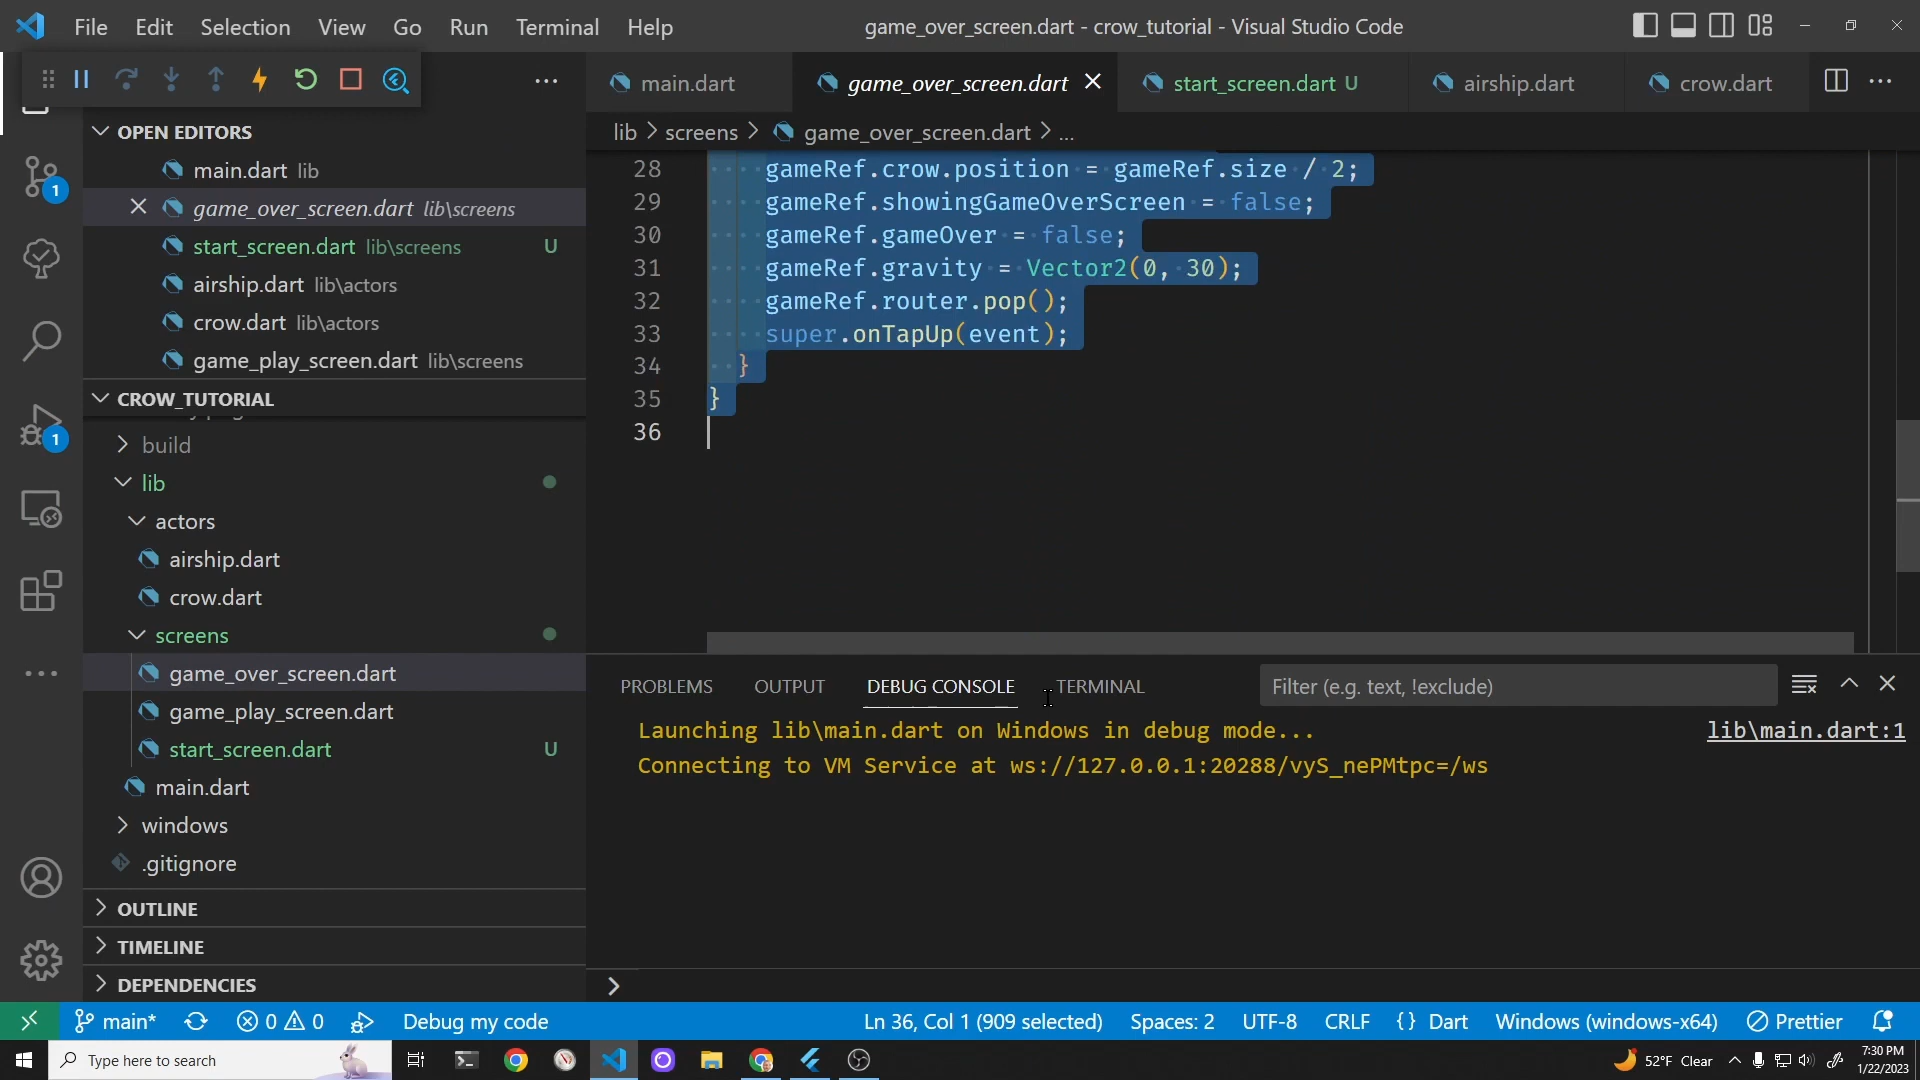 File Edit Selection View Go Run Terminal Help
game_over_screen.dart - crow_tutorial - Visual Studio Code
main.dart
game_over_screen.dart
start_screen.dart U
airship.dart
crow.dart
OPEN EDITORS
main.dart lib
game_over_screen.dart lib\screens
start_screen.dart lib\screens U
airship.dart lib\actors
crow.dart lib\actors
game_play_screen.dart lib\screens
CROW_TUTORIAL
build
lib
actors
airship.dart
crow.dart
screens
game_over_screen.dart
game_play_screen.dart
start_screen.dart U
main.dart
windows
.gitignore
OUTLINE
TIMELINE
DEPENDENCIES
1
1
lib > screens > game_over_screen.dart > ...
28 gameRef.crow.position = gameRef.size / 2;
29 gameRef.showingGameOverScreen = false;
30 gameRef.gameOver = false;
31 gameRef.gravity = Vector2(0, 30);
32 gameRef.router.pop();
33 super.onTapUp(event);
34 }
35 }
36
PROBLEMS OUTPUT DEBUG CONSOLE TERMINAL
Filter (e.g. text, !exclude)
Launching lib\main.dart on Windows in debug mode...
lib\main.dart:1
Connecting to VM Service at ws://127.0.0.1:20288/vyS_nePMtpc=/ws
main* 0 0 Debug my code
Ln 36, Col 1 (909 selected) Spaces: 2 UTF-8 CRLF {} Dart Windows (windows-x64) Prettier
Type here to search
52°F Clear
7:30 PM
1/22/2023